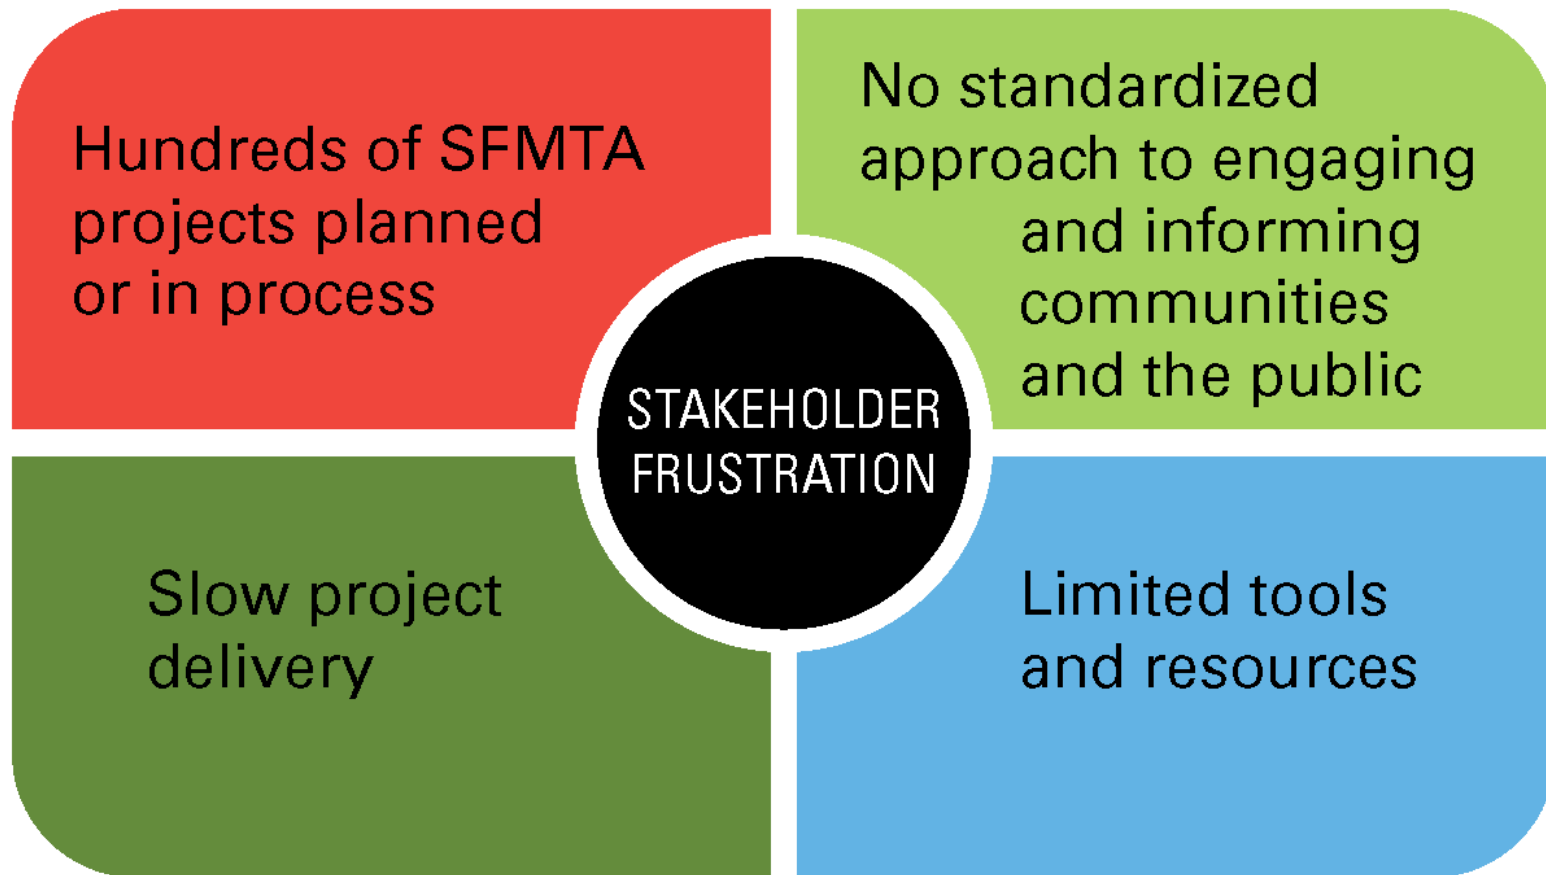 Hundreds of SFMTA
projects planned
or in process
No standardized
approach to engaging
and informing
communities
and the public
STAKEHOLDER
FRUSTRATION
Slow project
delivery
Limited tools
and resources